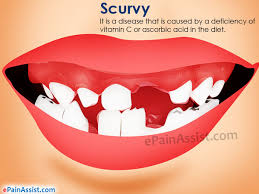 Scurvy
It is a disease that is caused by a deficiency of
vitamin C or ascorbic acid in the diet.
ePainAssist.com
ePainAssist.com